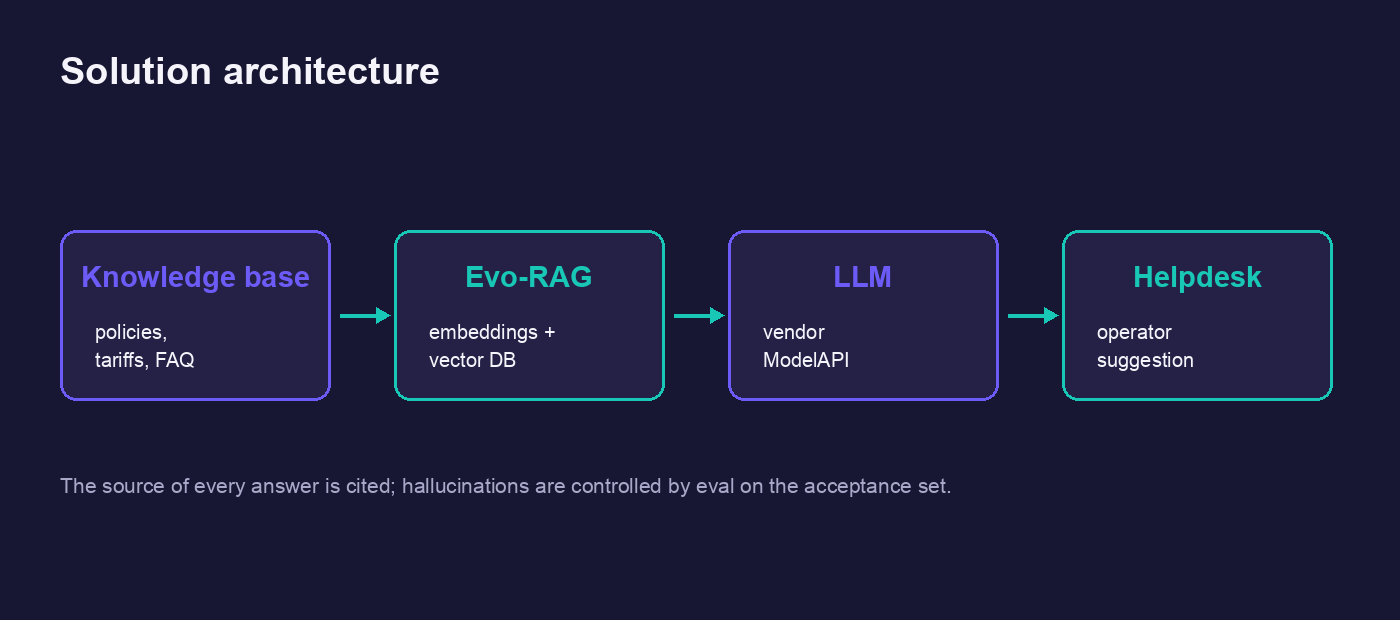 Solution architecture
Knowledge base
policies,
tariffs, FAQ
Evo-RAG
embeddings +
vector DB
LLM
vendor
ModelAPI
Helpdesk
operator
suggestion
The source of every answer is cited; hallucinations are controlled by eval on the acceptance set.